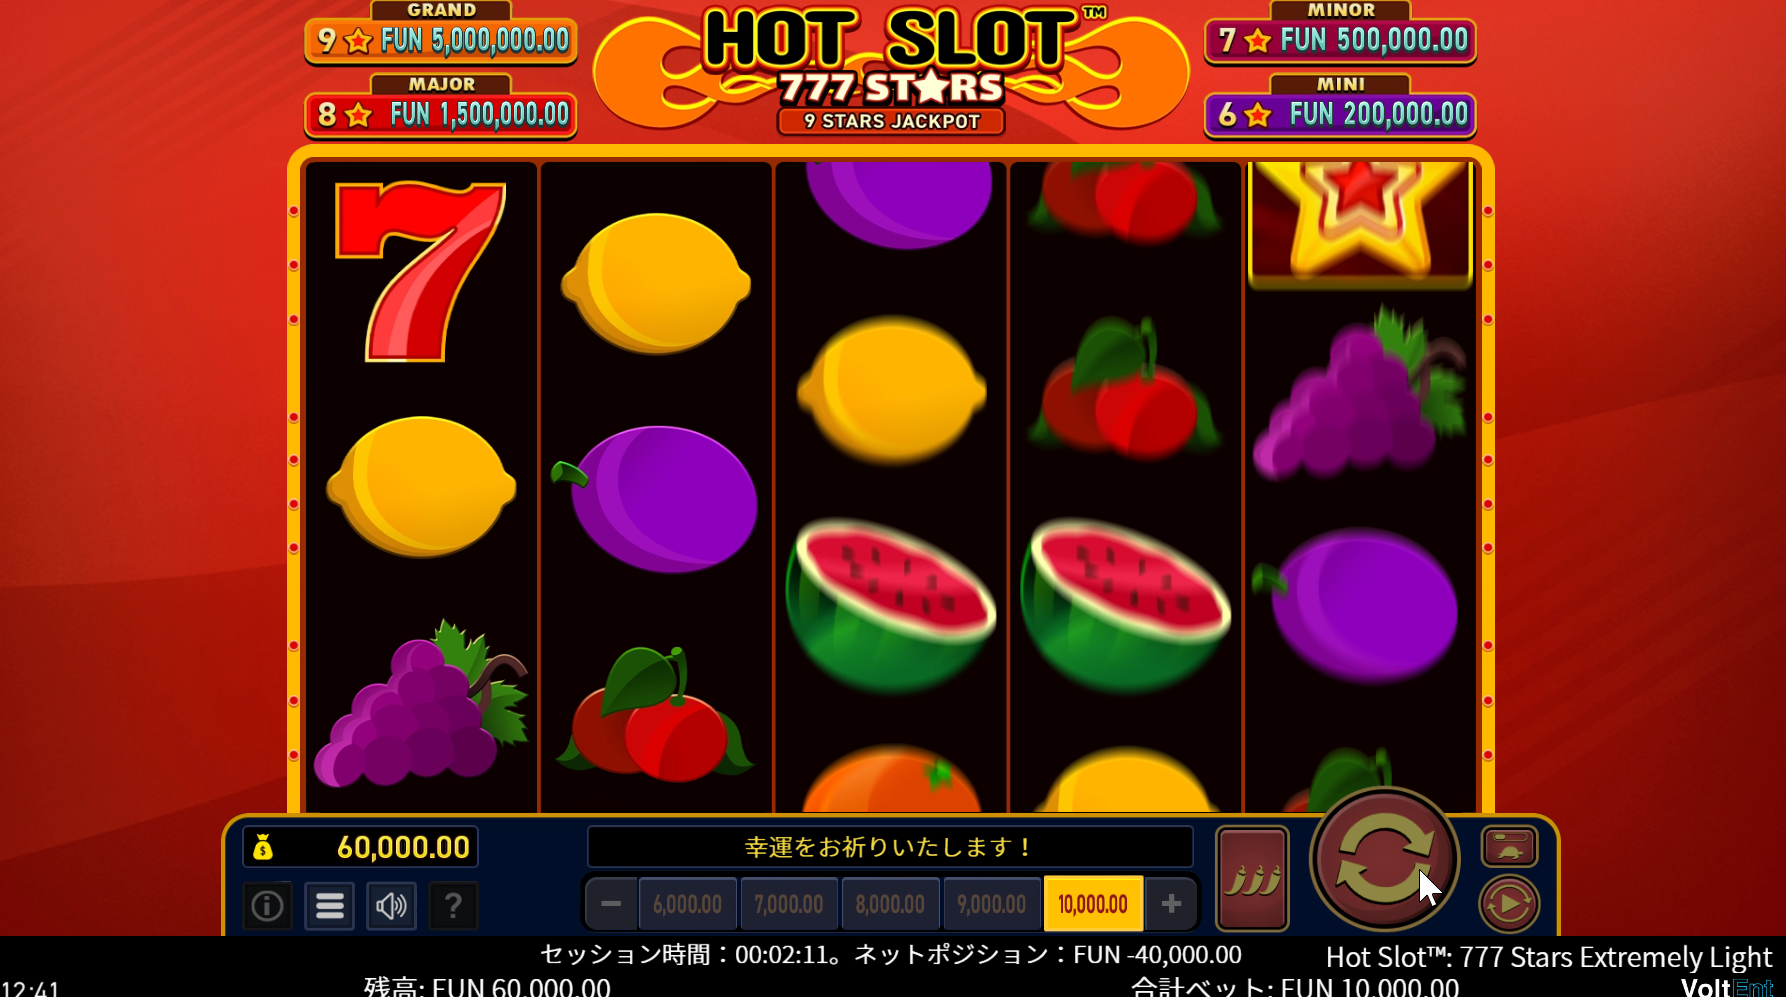 GRAND
9 FUN 5,000,000.00
MAJOR
8 FUN 1,500,000.00
HOT SLOT™
777 STARS
9 STARS JACKPOT
MINOR
7 FUN 500,000.00
MINI
6 FUN 200,000.00
60,000.00
幸運をお祈りいたします！
6,000.00 7,000.00 8,000.00 9,000.00 10,000.00
セッション時間：00:02:11。ネットポジション：FUN -40,000.00
Hot Slot™: 777 Stars Extremely Light
12:41
残高: FUN 60,000.00
合計ベット: FUN 10,000.00
VoltEnt